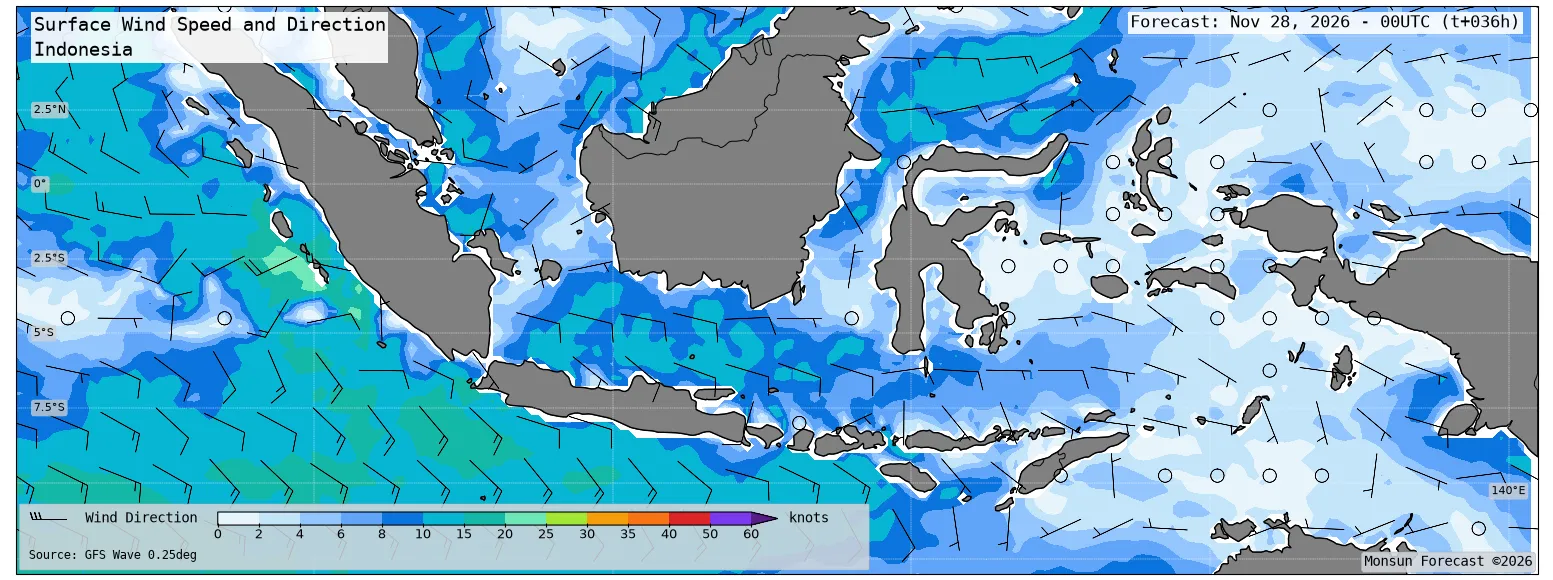 Surface Wind Speed and Direction
Indonesia
Forecast: Nov 28, 2026 - 00UTC (t+036h)
2.5°N
0°
2.5°S
5°S
7.5°S
140°E
Wind Direction
0 2 4 6 8 10 15 20 25 30 35 40 50 60
knots
Source: GFS Wave 0.25deg
Monsun Forecast ©2026